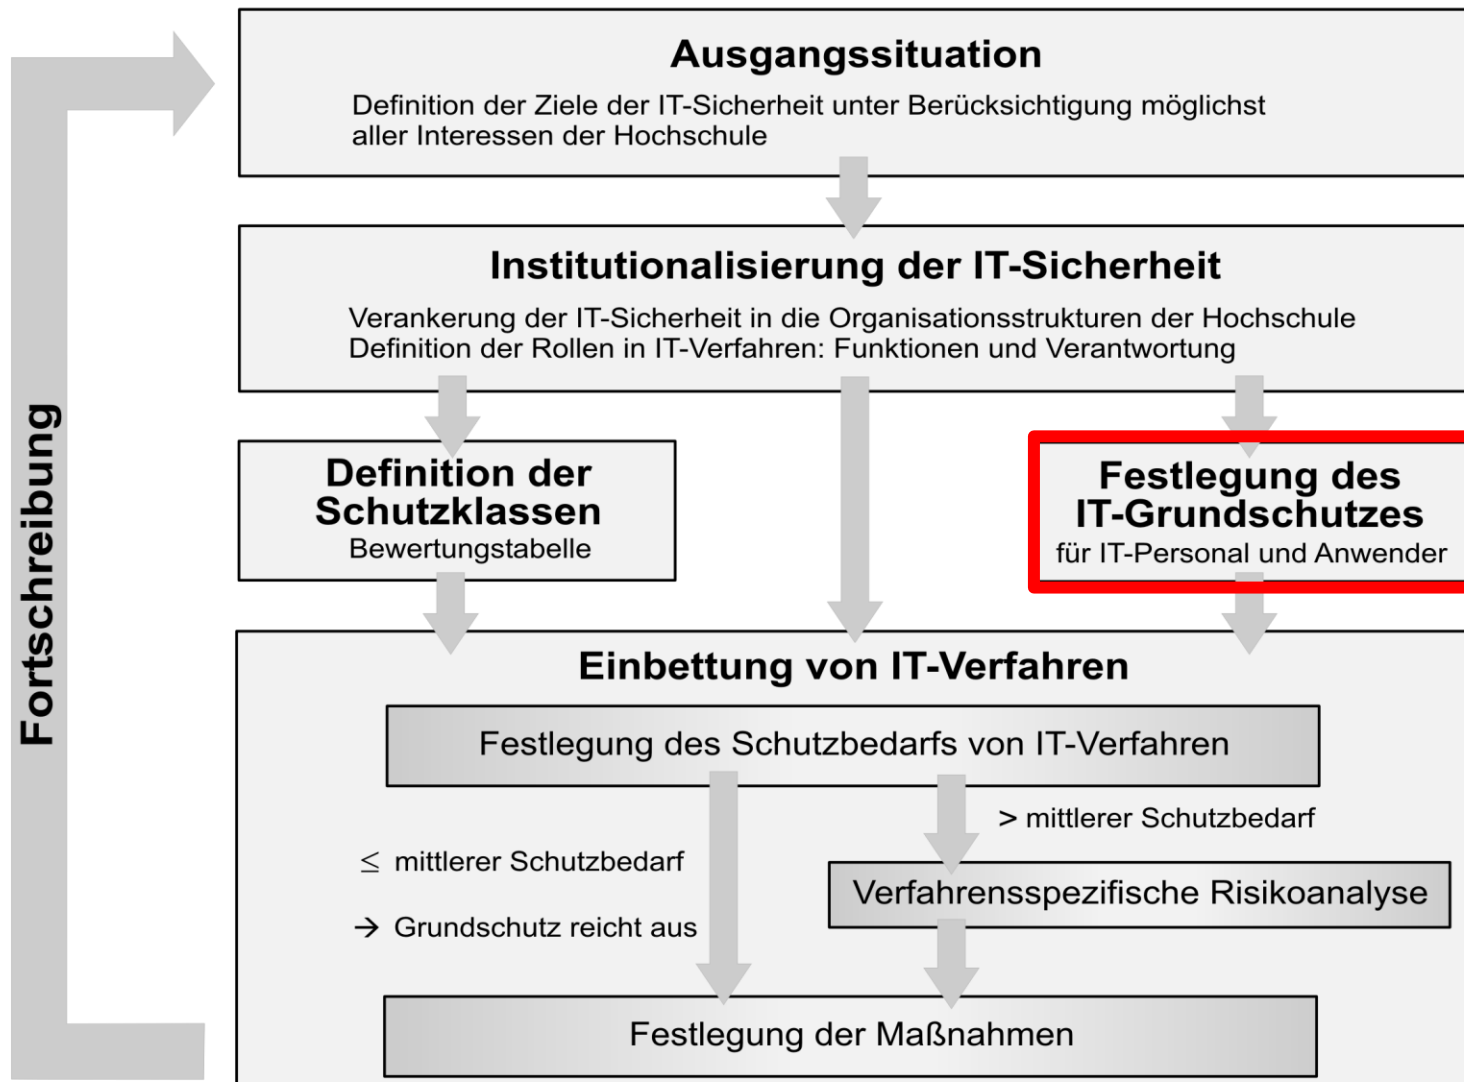 Ausgangssituation
Definition der Ziele der IT-Sicherheit unter Berücksichtigung möglichst
aller Interessen der Hochschule
Institutionalisierung der IT-Sicherheit
Verankerung der IT-Sicherheit in die Organisationsstrukturen der Hochschule
Definition der Rollen in IT-Verfahren: Funktionen und Verantwortung
Fortschreibung
Definition der
Schutzklassen
Bewertungstabelle
Festlegung des
IT-Grundschutzes
für IT-Personal und Anwender
Einbettung von IT-Verfahren
Festlegung des Schutzbedarfs von IT-Verfahren
> mittlerer Schutzbedarf
≤ mittlerer Schutzbedarf
Verfahrensspezifische Risikoanalyse
→ Grundschutz reicht aus
Festlegung der Maßnahmen